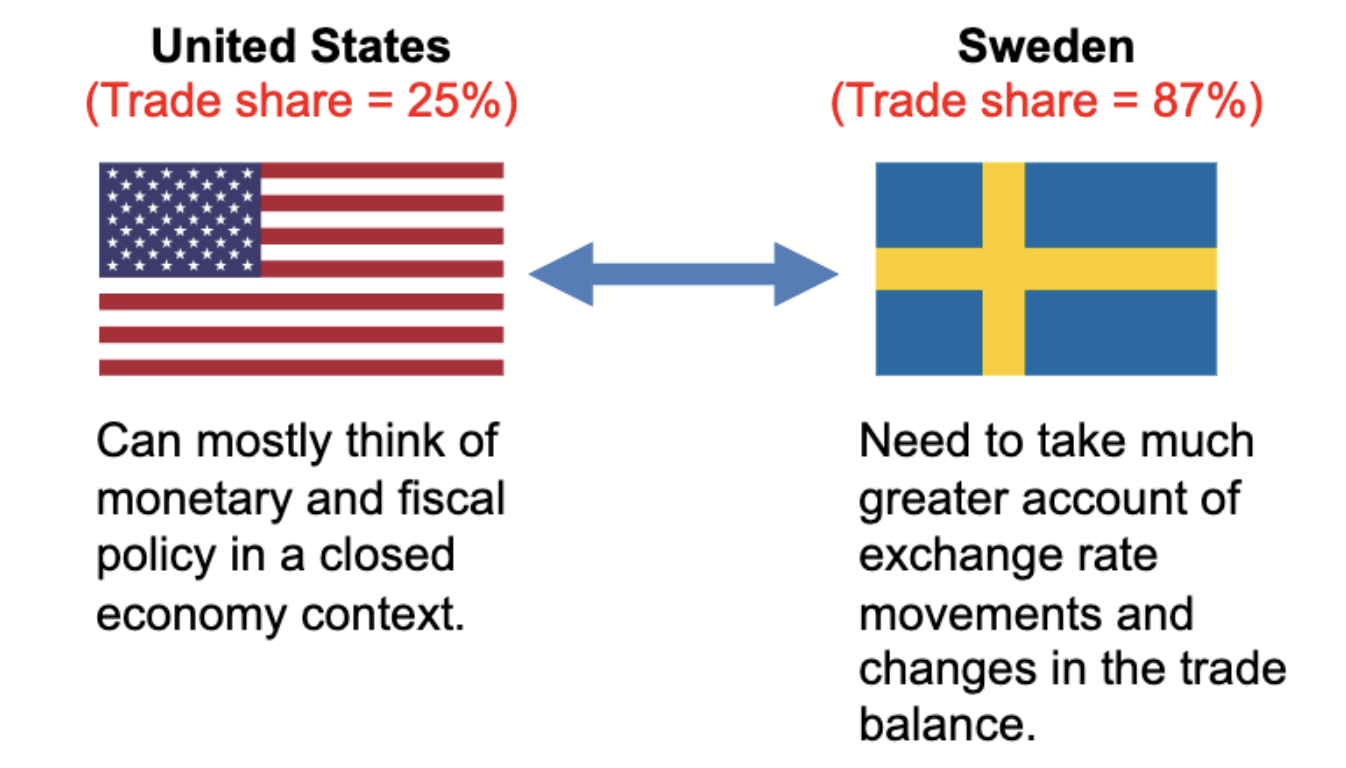 United States
(Trade share = 25%)
Can mostly think of
monetary and fiscal
policy in a closed
economy context.
Sweden
(Trade share = 87%)
Need to take much
greater account of
exchange rate
movements and
changes in the trade
balance.